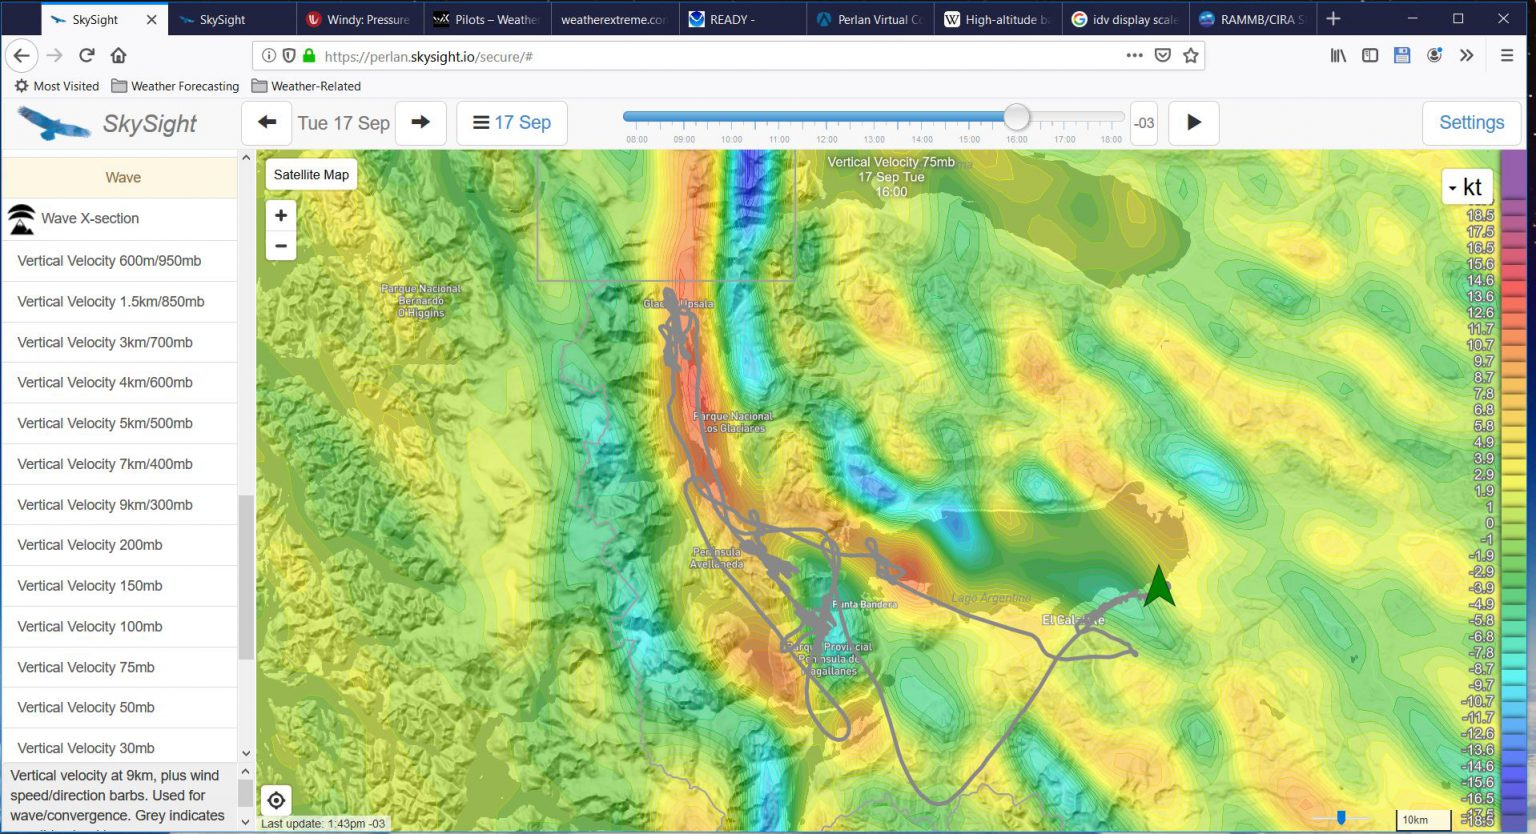 SkySight
SkySight
Windy: Pressure
Pilots – Weather
weatherextreme.com
READY -
Perlan Virtual Co
High-altitude ba
idv display scale
RAMMB/CIRA S
https://perlan.skysight.io/secure/#
Most Visited
Weather Forecasting
Weather-Related
SkySight
Tue 17 Sep
17 Sep
08:00 09:00 10:00 11:00 12:00 13:00 14:00 15:00 16:00 17:00 18:00
-03
Settings
Wave
Wave X-section
Vertical Velocity 600m/950mb
Vertical Velocity 1.5km/850mb
Vertical Velocity 3km/700mb
Vertical Velocity 4km/600mb
Vertical Velocity 5km/500mb
Vertical Velocity 7km/400mb
Vertical Velocity 9km/300mb
Vertical Velocity 200mb
Vertical Velocity 150mb
Vertical Velocity 100mb
Vertical Velocity 75mb
Vertical Velocity 50mb
Vertical Velocity 30mb
Vertical velocity at 9km, plus wind
speed/direction barbs. Used for
wave/convergence. Grey indicates
Satellite Map
+
−
Vertical Velocity 75mb
17 Sep Tue
16:00
kt
Parque Nacional
Bernardo
O'Higgins
Upsala
Parque Nacional
Los Glaciares
Península
Avellaneda
Punta Bandera
Lago Argentino
El Calafate
Parque Provincial
Península de
Magallanes
18.5
17.5
16.5
15.6
14.6
13.6
12.6
11.7
10.7
9.7
8.7
7.8
6.8
5.8
4.9
3.9
2.9
1.9
1
0
-1
-1.9
-2.9
-3.9
-4.9
-5.8
-6.8
-7.8
-8.7
-9.7
-10.7
-11.7
-12.6
-13.6
-14.6
-15.6
-16.5
-17.5
-18.5
10km
Last update: 1:43pm -03